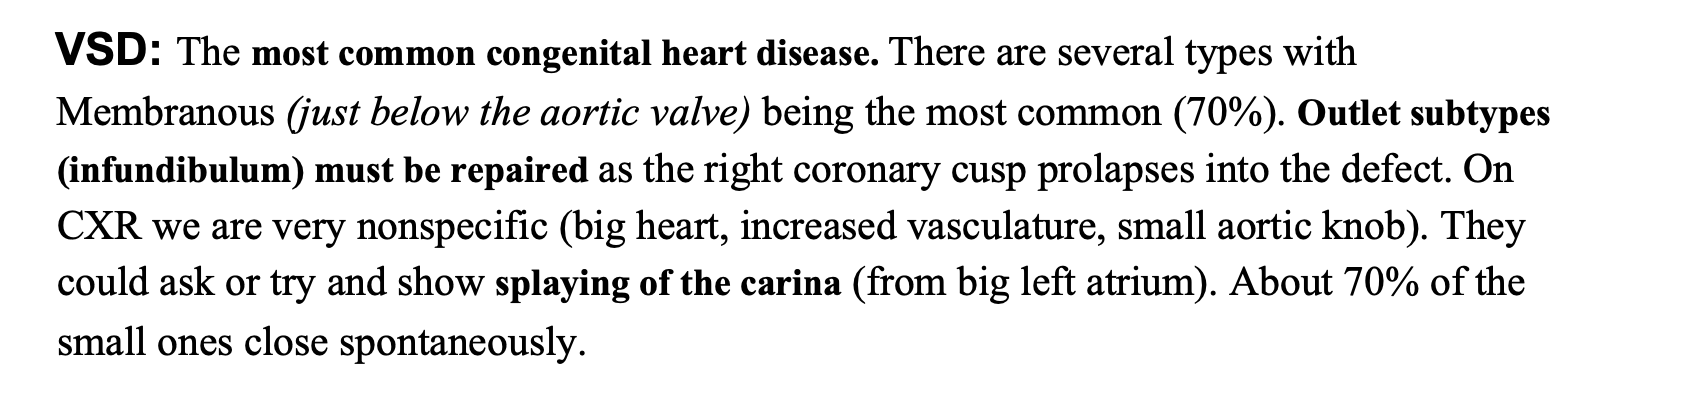 VSD: The most common congenital heart disease. There are several types with
Membranous (just below the aortic valve) being the most common (70%). Outlet subtypes
(infundibulum) must be repaired as the right coronary cusp prolapses into the defect. On
CXR we are very nonspecific (big heart, increased vasculature, small aortic knob). They
could ask or try and show splaying of the carina (from big left atrium). About 70% of the
small ones close spontaneously.